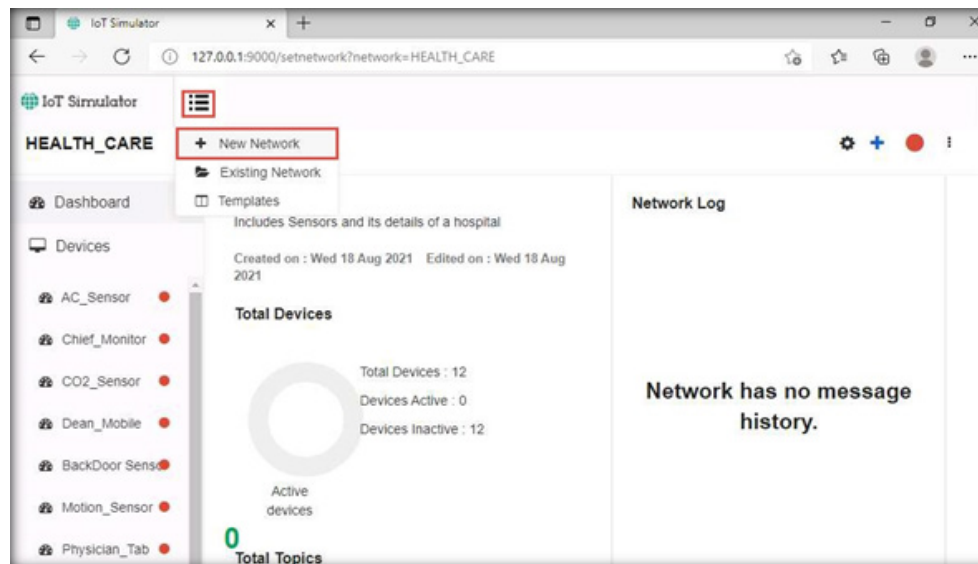 IoT Simulator
127.0.0.1:9000/setnetwork?network=HEALTH_CARE
IoT Simulator
HEALTH_CARE
New Network
Existing Network
Templates
Dashboard
Devices
AC_Sensor
Chief_Monitor
CO2_Sensor
Dean_Mobile
BackDoor Senso
Motion_Sensor
Physician_Tab
Includes Sensors and its details of a hospital
Created on : Wed 18 Aug 2021 Edited on : Wed 18 Aug
2021
Total Devices
Total Devices : 12
Devices Active : 0
Devices Inactive : 12
Active
devices
0
Total Topics
Network Log
Network has no message
history.